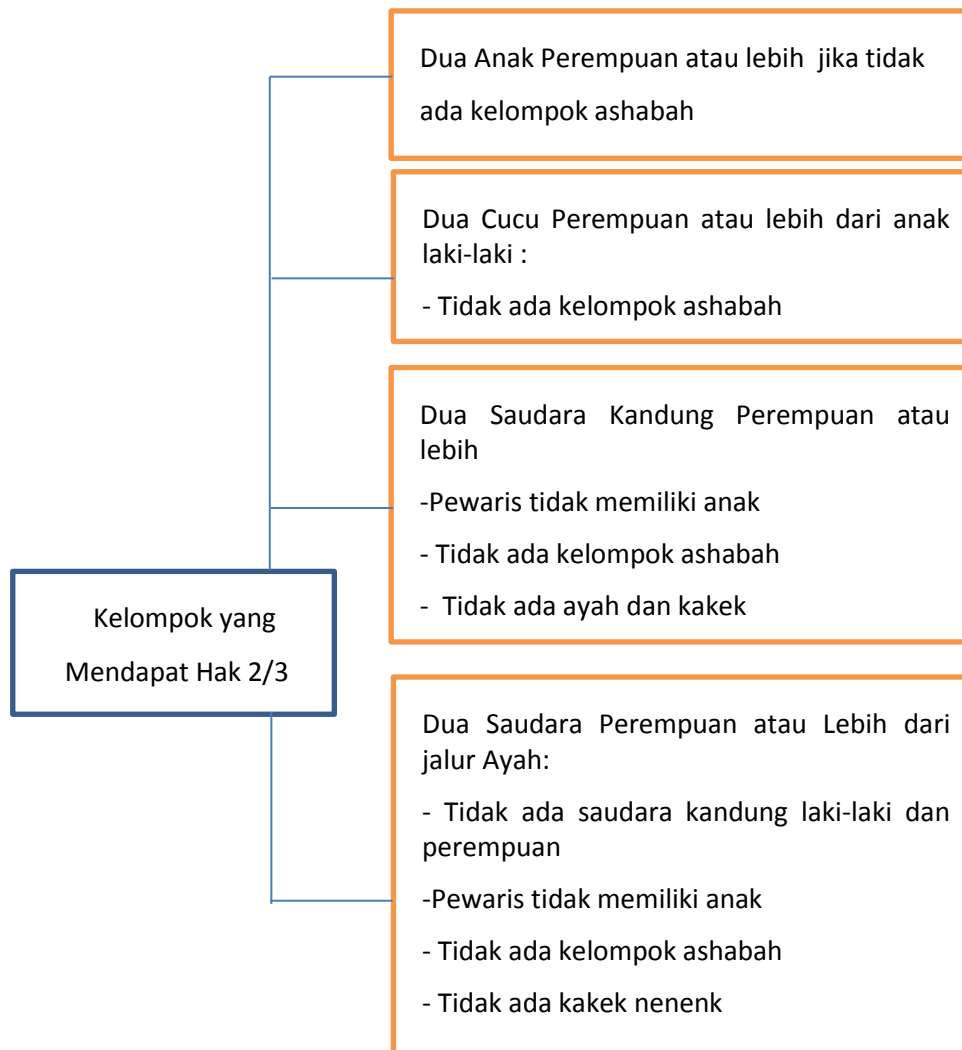 Dua Anak Perempuan atau lebih jika tidak
ada kelompok ashabah
Dua Cucu Perempuan atau lebih dari anak
laki-laki :
- Tidak ada kelompok ashabah
Dua Saudara Kandung Perempuan atau
lebih
-Pewaris tidak memiliki anak
- Tidak ada kelompok ashabah
- Tidak ada ayah dan kakek
Kelompok yang
Mendapat Hak 2/3
Dua Saudara Perempuan atau Lebih dari
jalur Ayah:
- Tidak ada saudara kandung laki-laki dan
perempuan
-Pewaris tidak memiliki anak
- Tidak ada kelompok ashabah
- Tidak ada kakek nenenk